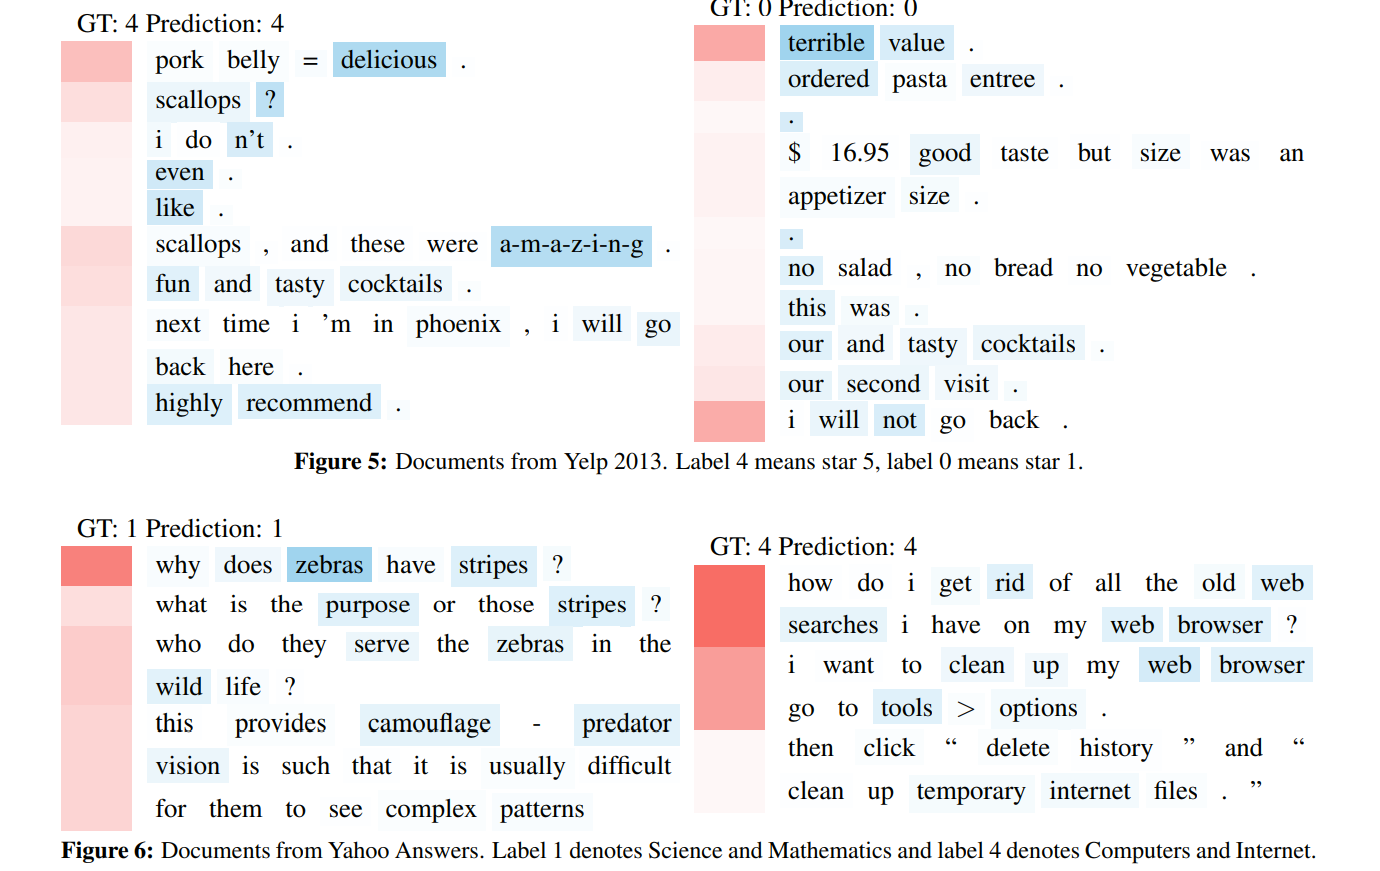 GT: 4 Prediction: 4
pork belly = delicious .
scallops ?
i do n't .
even .
like .
scallops , and these were a-m-a-z-i-n-g .
fun and tasty cocktails .
next time i 'm in phoenix , i will go
back here .
highly recommend .
GT: 0 Prediction: 0
terrible value .
ordered pasta entree .
.
$ 16.95 good taste but size was an
appetizer size .
.
no salad , no bread no vegetable .
this was .
our and tasty cocktails .
our second visit .
i will not go back .
Figure 5: Documents from Yelp 2013. Label 4 means star 5, label 0 means star 1.
GT: 1 Prediction: 1
why does zebras have stripes ?
what is the purpose or those stripes ?
who do they serve the zebras in the
wild life ?
this provides camouflage - predator
vision is such that it is usually difficult
for them to see complex patterns
GT: 4 Prediction: 4
how do i get rid of all the old web
searches i have on my web browser ?
i want to clean up my web browser
go to tools > options .
then click “ delete history ” and “
clean up temporary internet files . ”
Figure 6: Documents from Yahoo Answers. Label 1 denotes Science and Mathematics and label 4 denotes Computers and Internet.